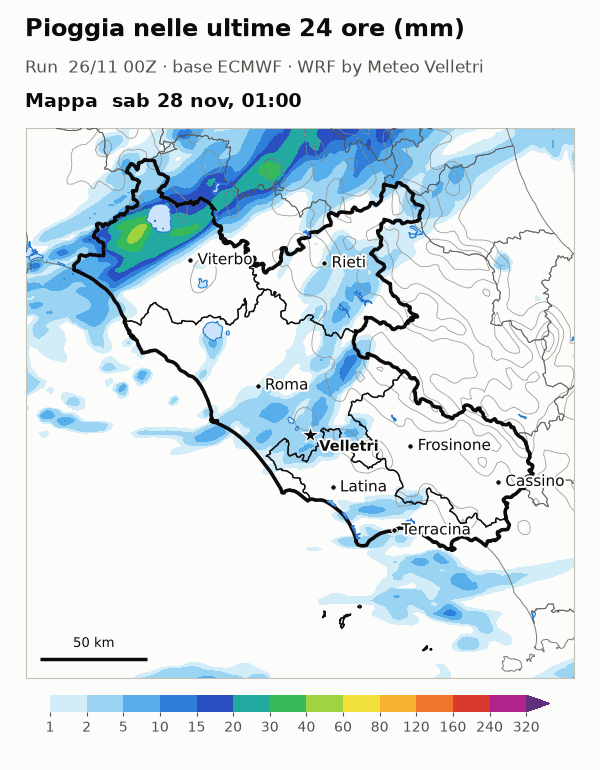 Pioggia nelle ultime 24 ore (mm)
Run  26/11 00Z · base ECMWF · WRF by Meteo Velletri
Mappa  sab 28 nov, 01:00
Viterbo
Rieti
Roma
Velletri
Frosinone
Latina
Cassino
Terracina
50 km
1 2 5 10 15 20 30 40 60 80 120 160 240 320